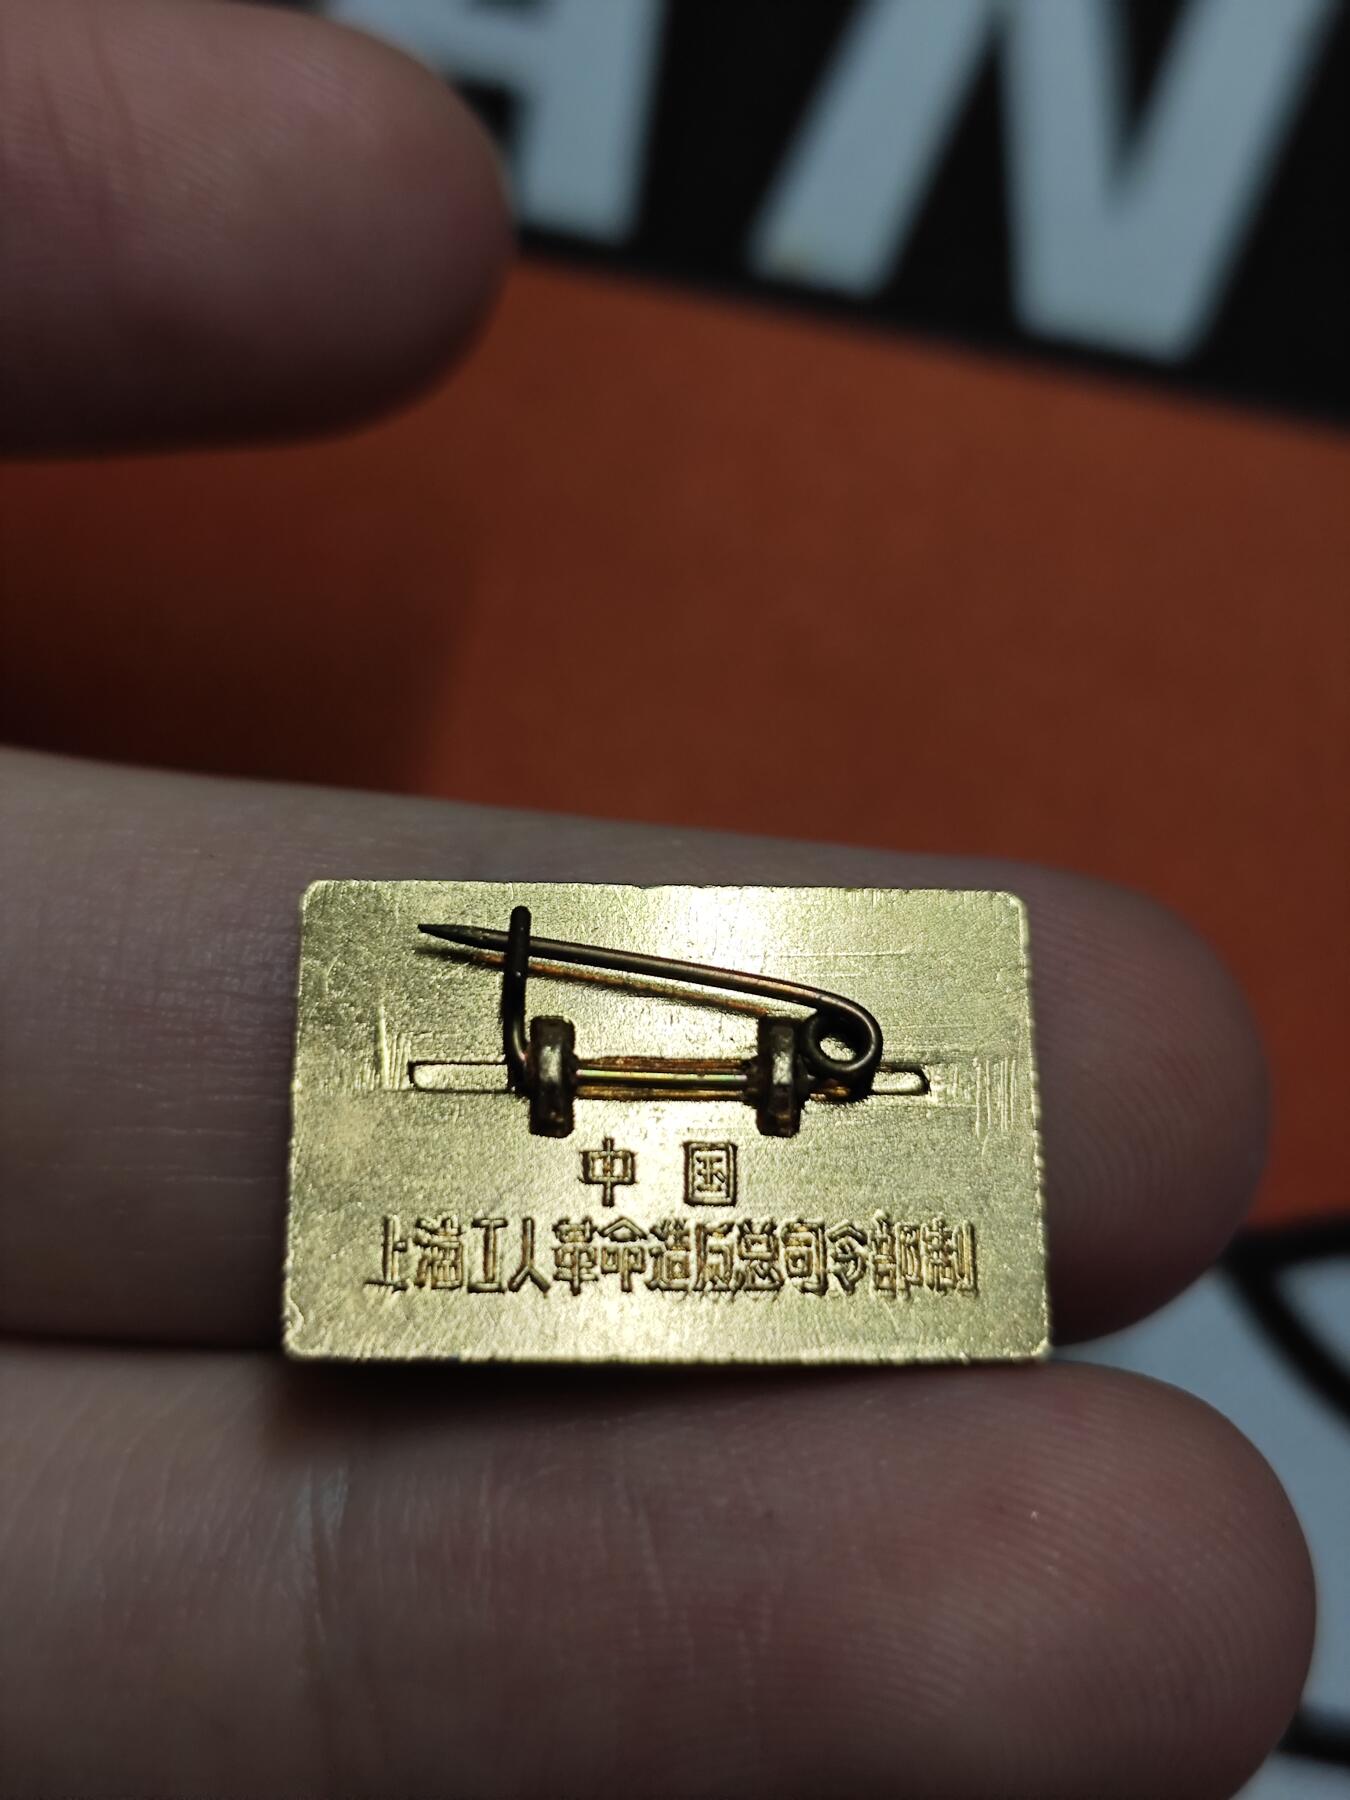 中国
上海工人革命造反总司令部制